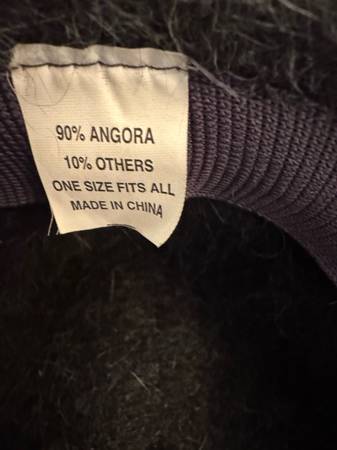 90% ANGORA
10% OTHERS
ONE SIZE FITS ALL
MADE IN CHINA